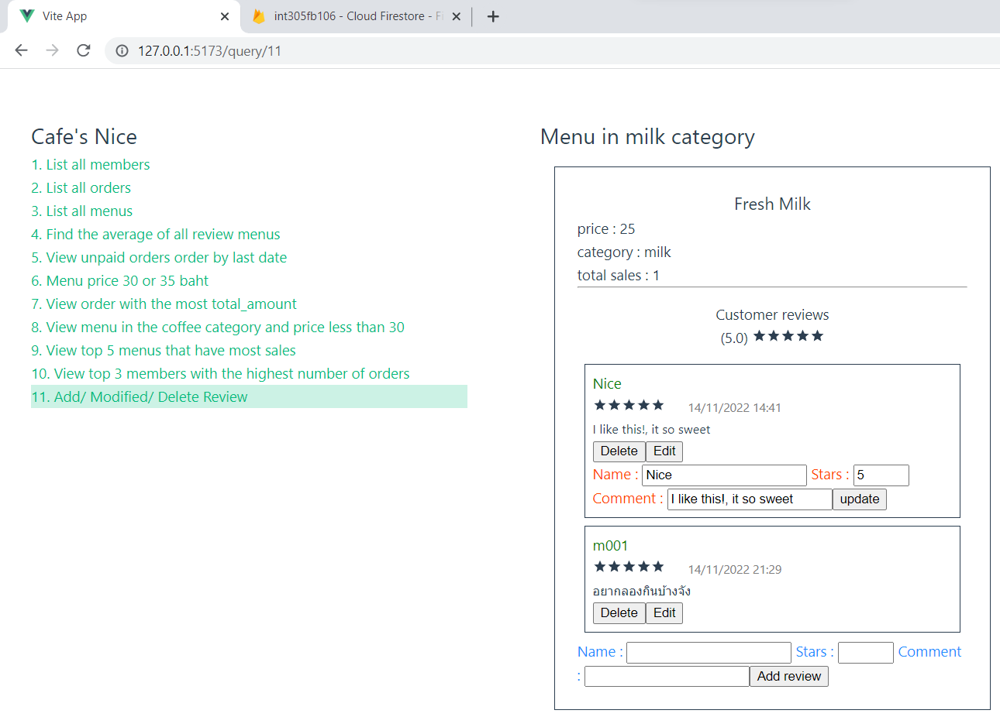 Vite App
int305fb106 - Cloud Firestore - Fi
127.0.0.1:5173/query/11
Cafe's Nice
1. List all members
2. List all orders
3. List all menus
4. Find the average of all review menus
5. View unpaid orders order by last date
6. Menu price 30 or 35 baht
7. View order with the most total_amount
8. View menu in the coffee category and price less than 30
9. View top 5 menus that have most sales
10. View top 3 members with the highest number of orders
11. Add/ Modified/ Delete Review
Menu in milk category
Fresh Milk
price : 25
category : milk
total sales : 1
Customer reviews
(5.0) ★★★★★
Nice
★★★★★ 14/11/2022 14:41
I like this!, it so sweet
Delete Edit
Name : Nice Stars : 5
Comment : I like this!, it so sweet update
m001
★★★★★ 14/11/2022 21:29
อยากลองกินบ้างจัง
Delete Edit
Name : Stars : Comment
: Add review